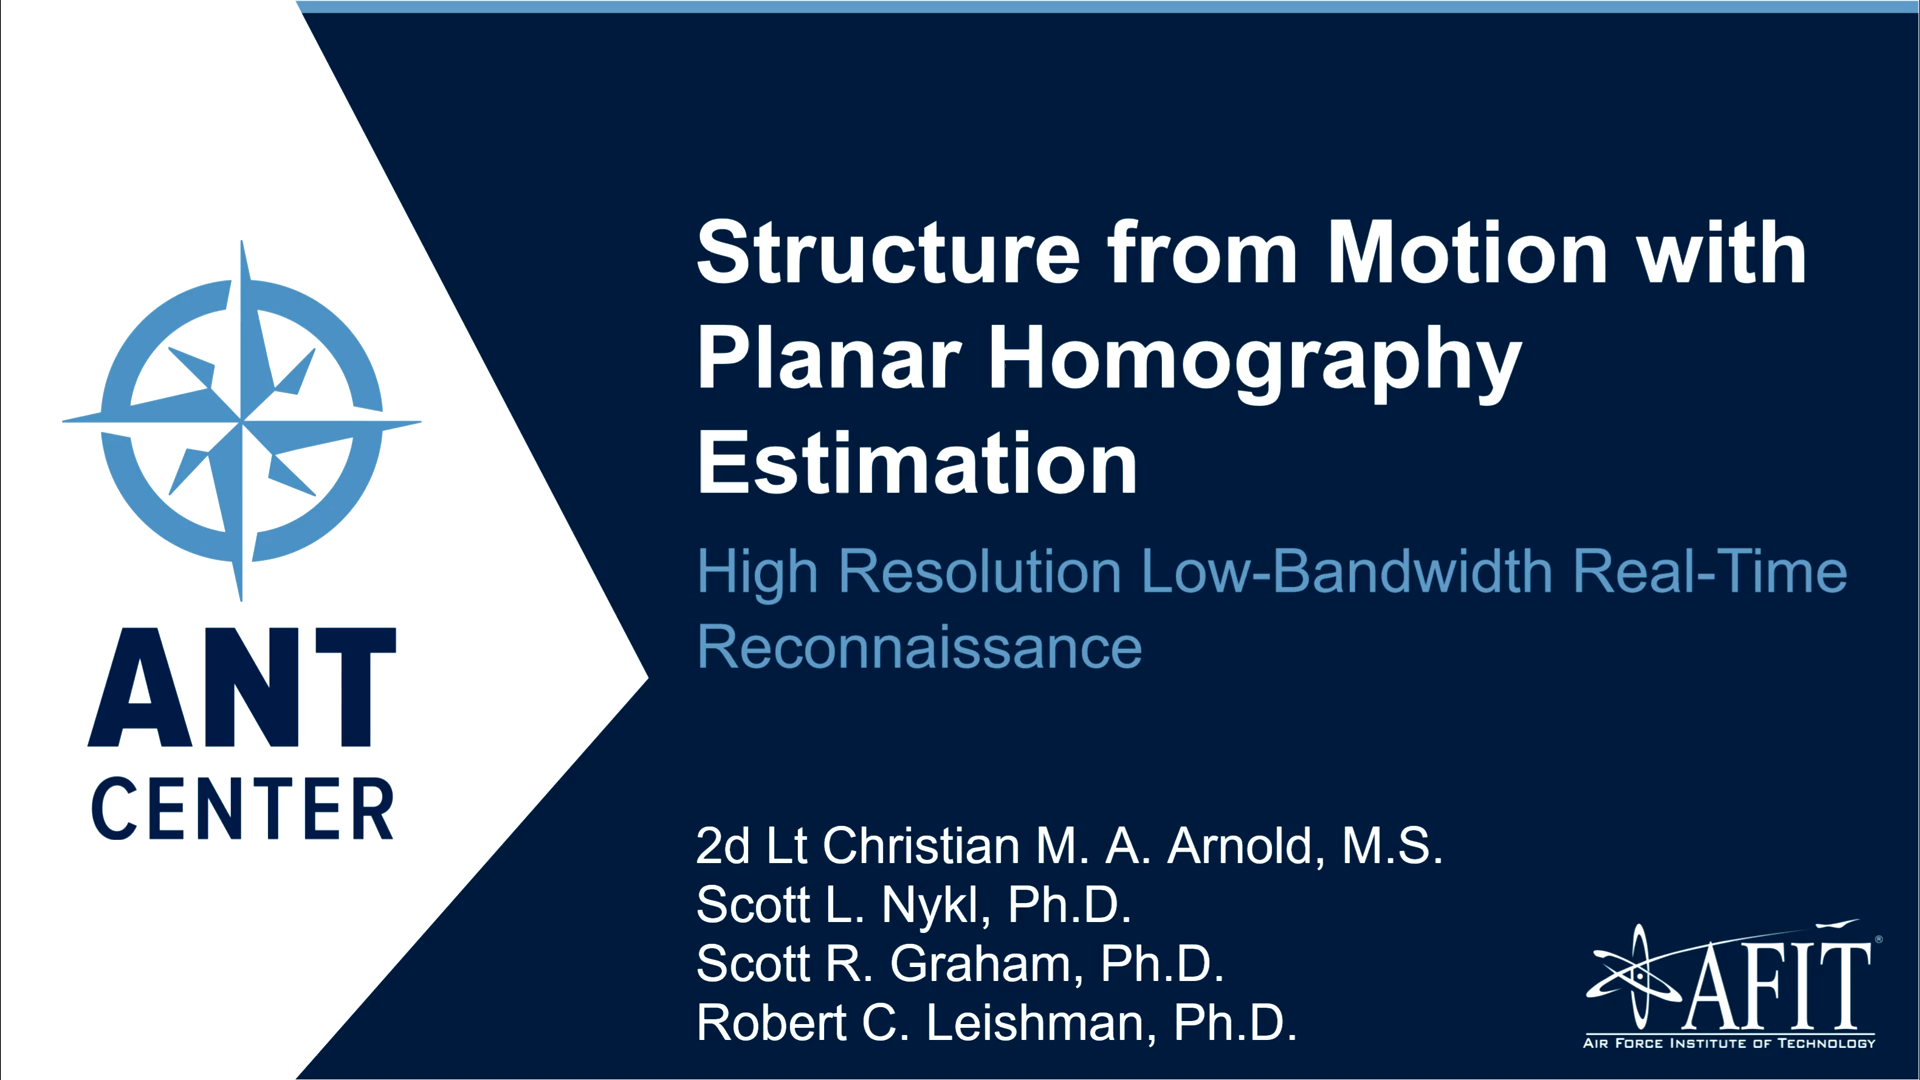 ANT
CENTER
Structure from Motion with
Planar Homography
Estimation
High Resolution Low-Bandwidth Real-Time
Reconnaissance
2d Lt Christian M. A. Arnold, M.S.
Scott L. Nykl, Ph.D.
Scott R. Graham, Ph.D.
Robert C. Leishman, Ph.D.
AFIT®
AIR FORCE INSTITUTE OF TECHNOLOGY